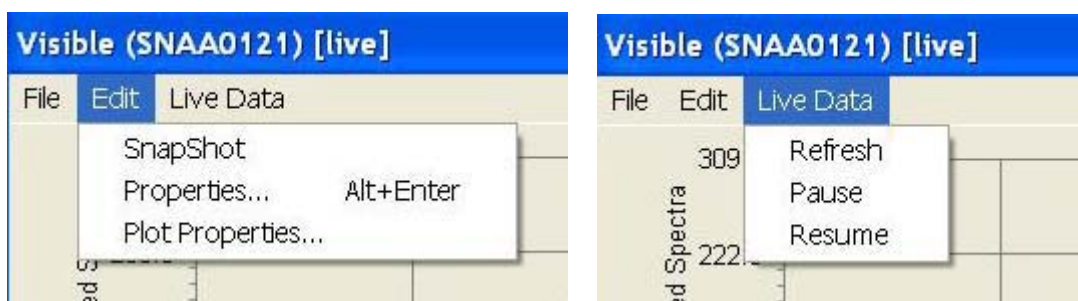 Visible (SNAA0121) [live]
File Edit Live Data
SnapShot
Properties... Alt+Enter
Plot Properties...
Visible (SNAA0121) [live]
File Edit Live Data
Refresh
Pause
Resume
309
Spectra
222.